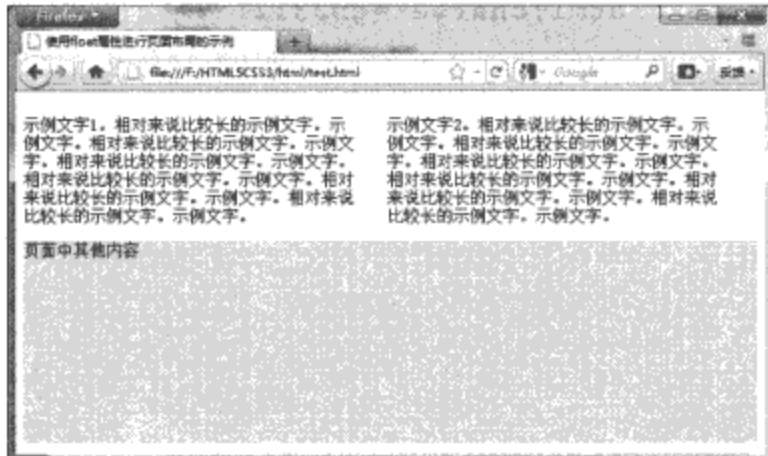 Firefox
使用float属性进行页面布局的示例
file:///F:/HTML5CSS3/html/test.html
Google
反馈
示例文字1。相对来说比较长的示例文字。示
例文字。相对来说比较长的示例文字。示例文
字。相对来说比较长的示例文字。示例文字。
相对来说比较长的示例文字。示例文字。相对
来说比较长的示例文字。示例文字。相对来说
比较长的示例文字。示例文字。
示例文字2。相对来说比较长的示例文字。示
例文字。相对来说比较长的示例文字。示例文
字。相对来说比较长的示例文字。示例文字。
相对来说比较长的示例文字。示例文字。相对
来说比较长的示例文字。示例文字。相对来说
比较长的示例文字。示例文字。
页面中其他内容